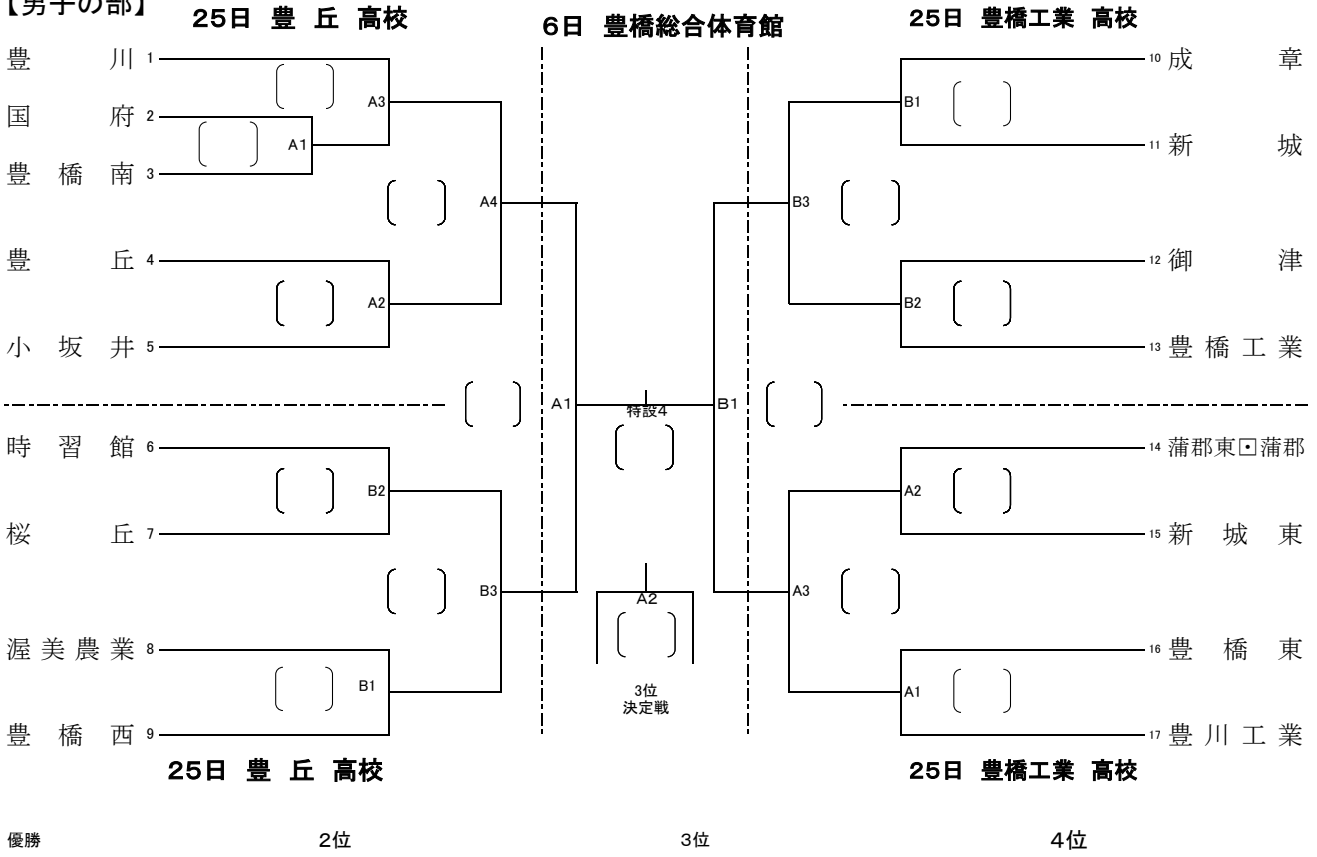 【男子の部】
25日 豊 丘 高校
6日 豊橋総合体育館
25日 豊橋工業 高校
豊 川 1
国 府 2
豊 橋 南 3
豊 丘 4
小 坂 井 5
時 習 館 6
桜 丘 7
渥 美 農 業 8
豊 橋 西 9
A3
A1
A4
A2
B2
B3
B1
A1
特設4
B1
A2
3位
決定戦
B1
B3
B2
A2
A3
A1
10 成 章
11 新 城
12 御 津
13 豊 橋 工 業
14 蒲郡東⊡蒲郡
15 新 城 東
16 豊 橋 東
17 豊 川 工 業
25日 豊 丘 高校
25日 豊橋工業 高校
優勝 2位 3位 4位